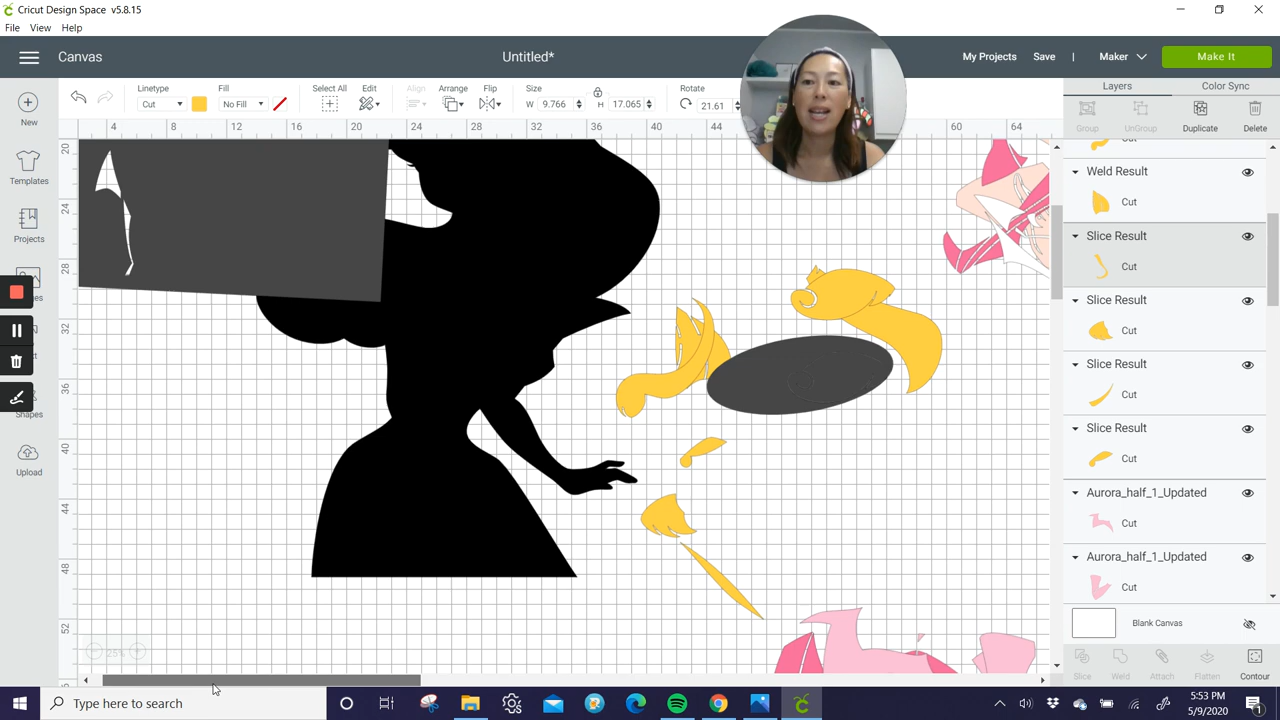 Cricut Design Space v5.8.15
File View Help
Canvas
Untitled*
My Projects Save | Maker Make It
Linetype Fill Select All Edit Align Arrange Flip Size Rotate
Cut No Fill W 9.766 H 17.065 21.61
4 8 12 16 20 24 28 32 36 40 44 60 64
20
24
28
32
36
40
44
48
52
New
Templates
Projects
Shapes
Upload
25%
Layers Color Sync
Group UnGroup Duplicate Delete
Weld Result
Cut
Slice Result
Cut
Slice Result
Cut
Slice Result
Cut
Slice Result
Cut
Aurora_half_1_Updated
Cut
Aurora_half_1_Updated
Cut
Blank Canvas
Slice Weld Attach Flatten Contour
Type here to search
5:53 PM
5/9/2020
1